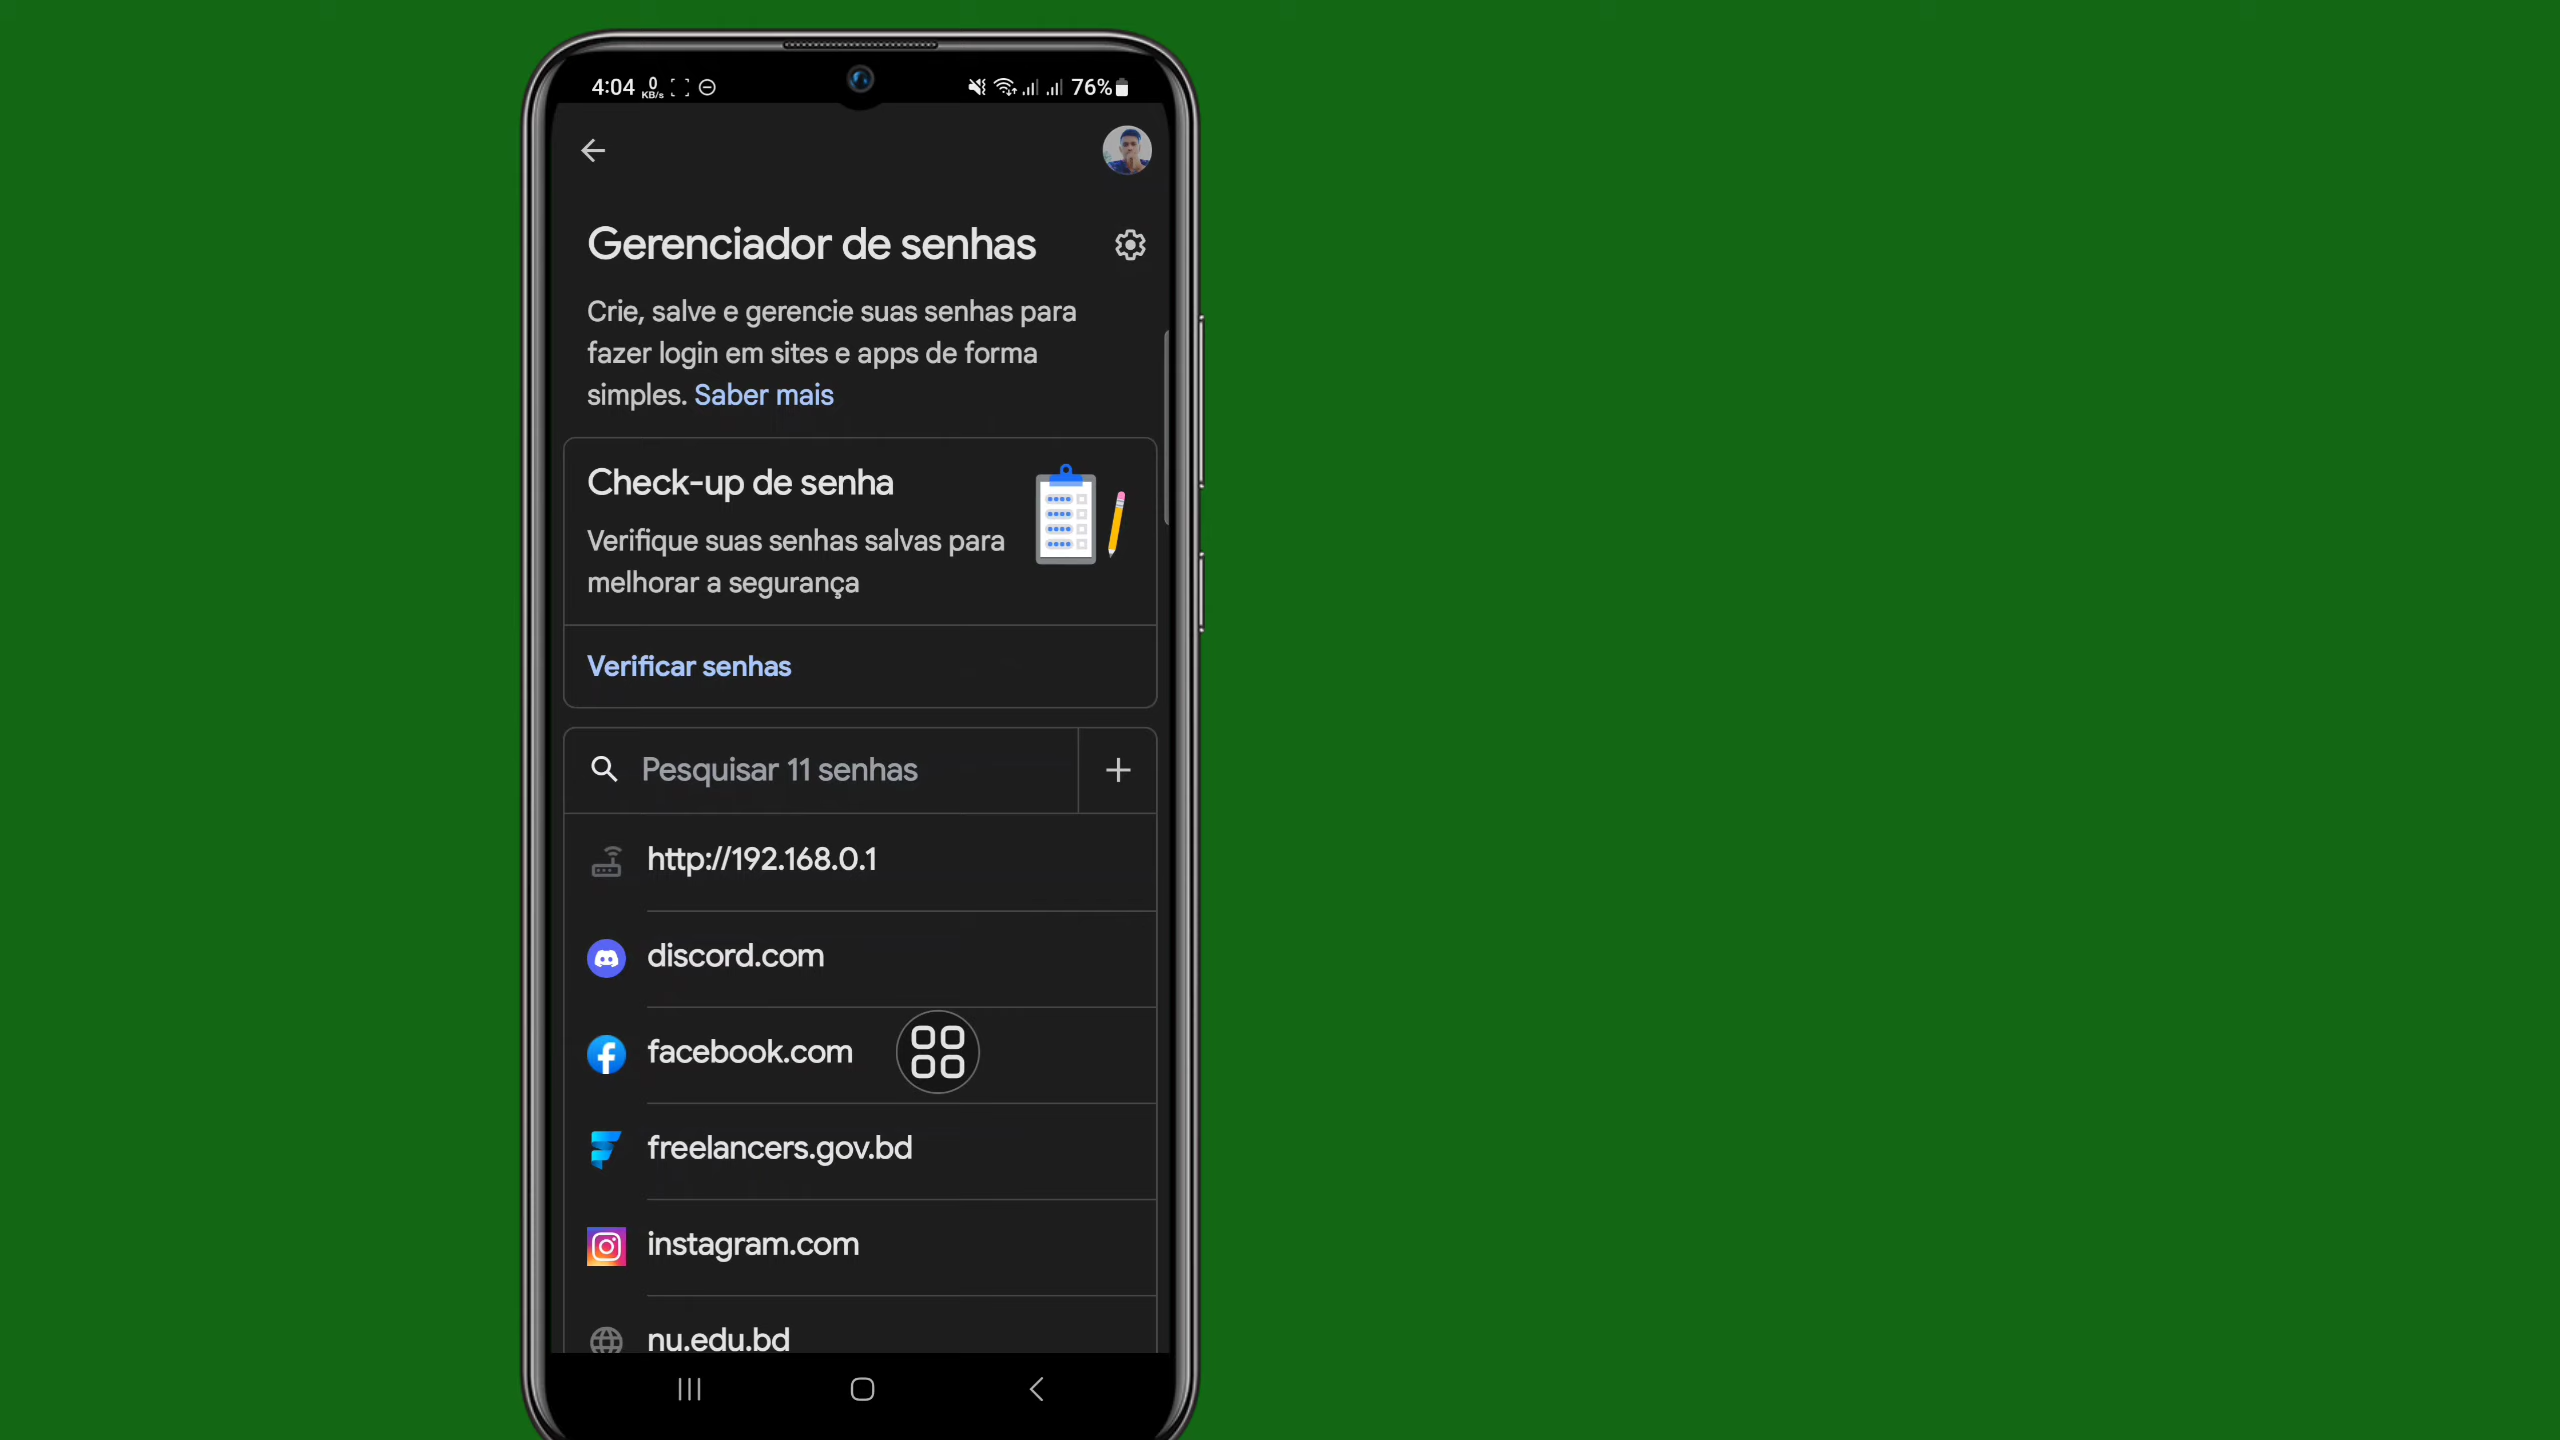 4:04 0 KB/s 76%
Gerenciador de senhas
Crie, salve e gerencie suas senhas para
fazer login em sites e apps de forma
simples. Saber mais
Check-up de senha
Verifique suas senhas salvas para
melhorar a segurança
Verificar senhas
Pesquisar 11 senhas
http://192.168.0.1
discord.com
facebook.com
freelancers.gov.bd
instagram.com
nu.edu.bd